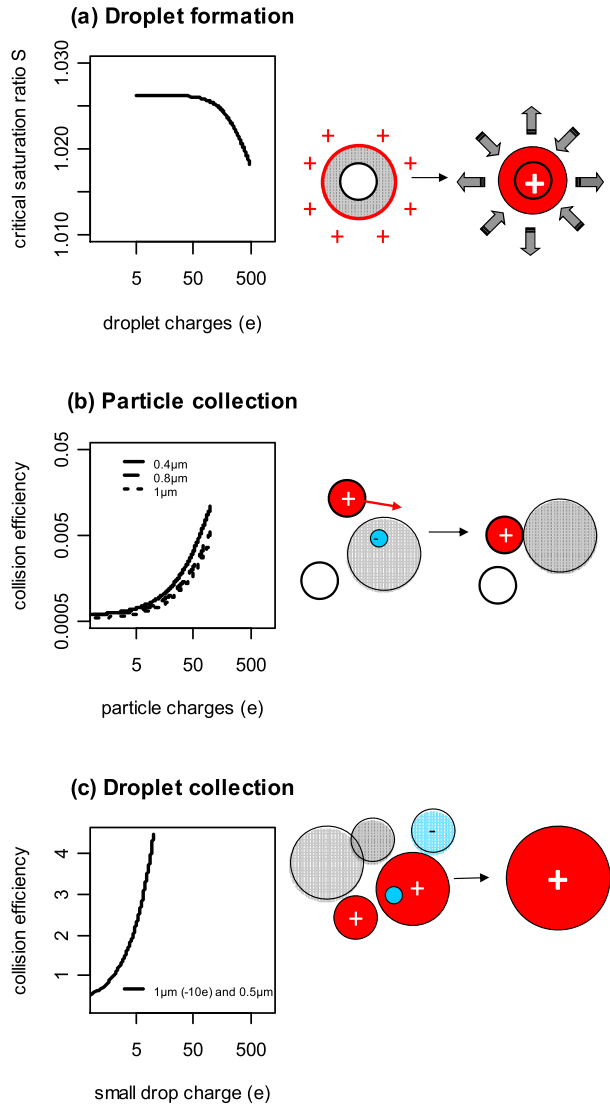 (a) Droplet formation
critical saturation ratio S
1.030
1.020
1.010
5 50 500
droplet charges (e)
+ +
+ +
+ +
+ +
+
(b) Particle collection
collision efficiency
0.05
0.005
0.0005
0.4µm
0.8µm
1µm
5 50 500
particle charges (e)
+
-
+
(c) Droplet collection
collision efficiency
4
3
2
1
1µm (-10e) and 0.5µm
5 50 500
small drop charge (e)
-
+
+
+